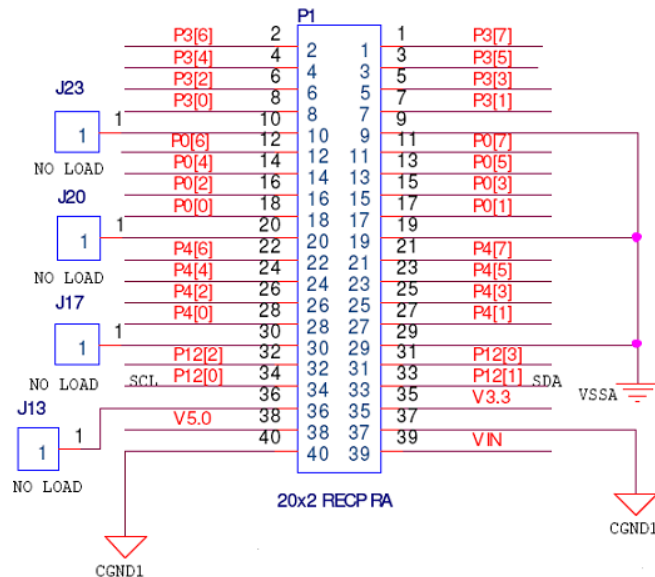 P1
P3[6] 2 1 P3[7]
2 1
P3[4] 4 3 P3[5]
4 3
P3[2] 6 5 P3[3]
6 5
J23 P3[0] 8 7 P3[1]
8 7
1 10 9
1 10 9
P0[6] 12 11 P0[7]
NO LOAD 12 11
P0[4] 14 13 P0[5]
14 13
P0[2] 16 15 P0[3]
J20 16 15
P0[0] 18 17 P0[1]
18 17
1 20 19
1 20 19
P4[6] 22 21 P4[7]
NO LOAD 22 21
P4[4] 24 23 P4[5]
24 23
P4[2] 26 25 P4[3]
J17 26 25
P4[0] 28 27 P4[1]
28 27
1 30 29
1 30 29
P12[2] 32 31 P12[3]
32 31
NO LOAD SCL P12[0] 34 33 P12[1] SDA VSSA
34 33
36 35 V3.3
J13 36 35
V5.0 38 37
1 38 37
1 40 39 VIN
40 39
NO LOAD
20x2 RECP RA
CGND1
CGND1